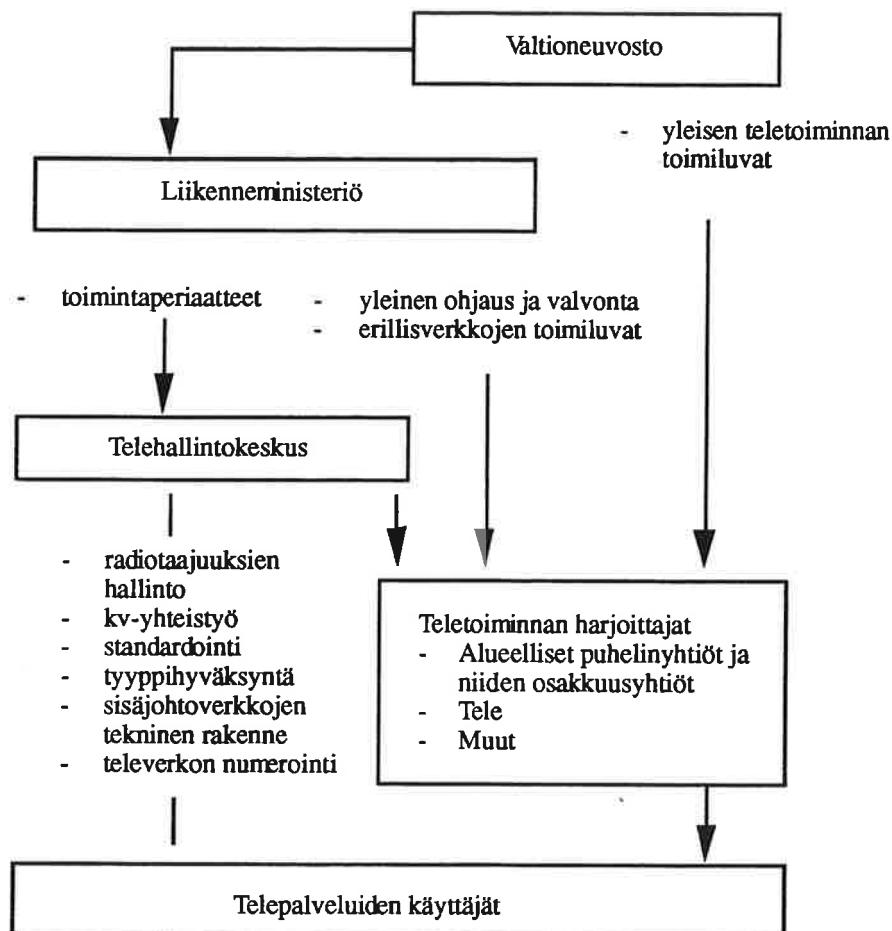 Valtioneuvosto
- yleisen teletoiminnan
toimiluvat
Liikenneministeriö
- toimintaperiaatteet
- yleinen ohjaus ja valvonta
- erillisverkkojen toimiluvat
Telehallintokeskus
- radiotaajuuksien
hallinto
- kv-yhteistyö
- standardointi
- tyyppihyväksyntä
- sisäjohtoverkkojen
tekninen rakenne
- televerkon numerointi
Teletoiminnan harjoittajat
- Alueelliset puhelinyhtiöt ja
niiden osakkuusyhtiöt
- Tele
- Muut
Telepalveluiden käyttäjät